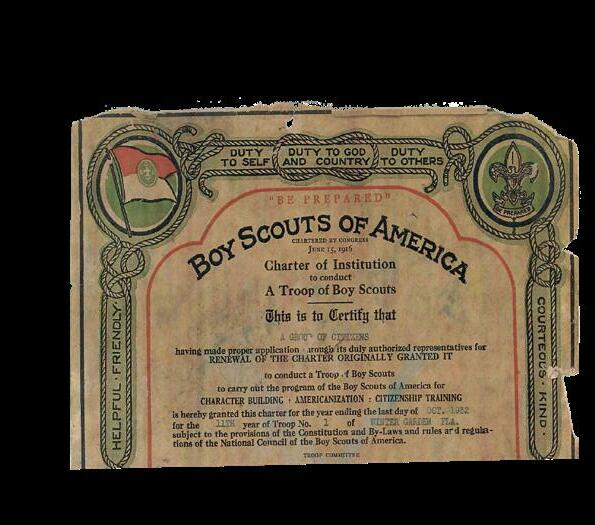 DUTY TO SELF
DUTY TO GOD AND COUNTRY
DUTY TO OTHERS
BE PREPARED
"BE PREPARED"
BOY SCOUTS OF AMERICA
CHARTERED BY CONGRESS
JUNE 15, 1916
Charter of Institution
to conduct
A Troop of Boy Scouts
This is to Certify that
A GROUP OF CITIZENS
having made proper application through its duly authorized representatives for
RENEWAL OF THE CHARTER ORIGINALLY GRANTED IT
to conduct a Troop of Boy Scouts
to carry out the program of the Boy Scouts of America for
CHARACTER BUILDING : AMERICANIZATION : CITIZENSHIP TRAINING
is hereby granted this charter for the year ending the last day of OCT. 1932
for the 11TH year of Troop No. 1 of WINTER GARDEN FLA.
subject to the provisions of the Constitution and By-Laws and rules and regula-
tions of the National Council of the Boy Scouts of America.
TROOP COMMITTEE
HELPFUL · FRIENDLY ·
COURTEOUS · KIND ·